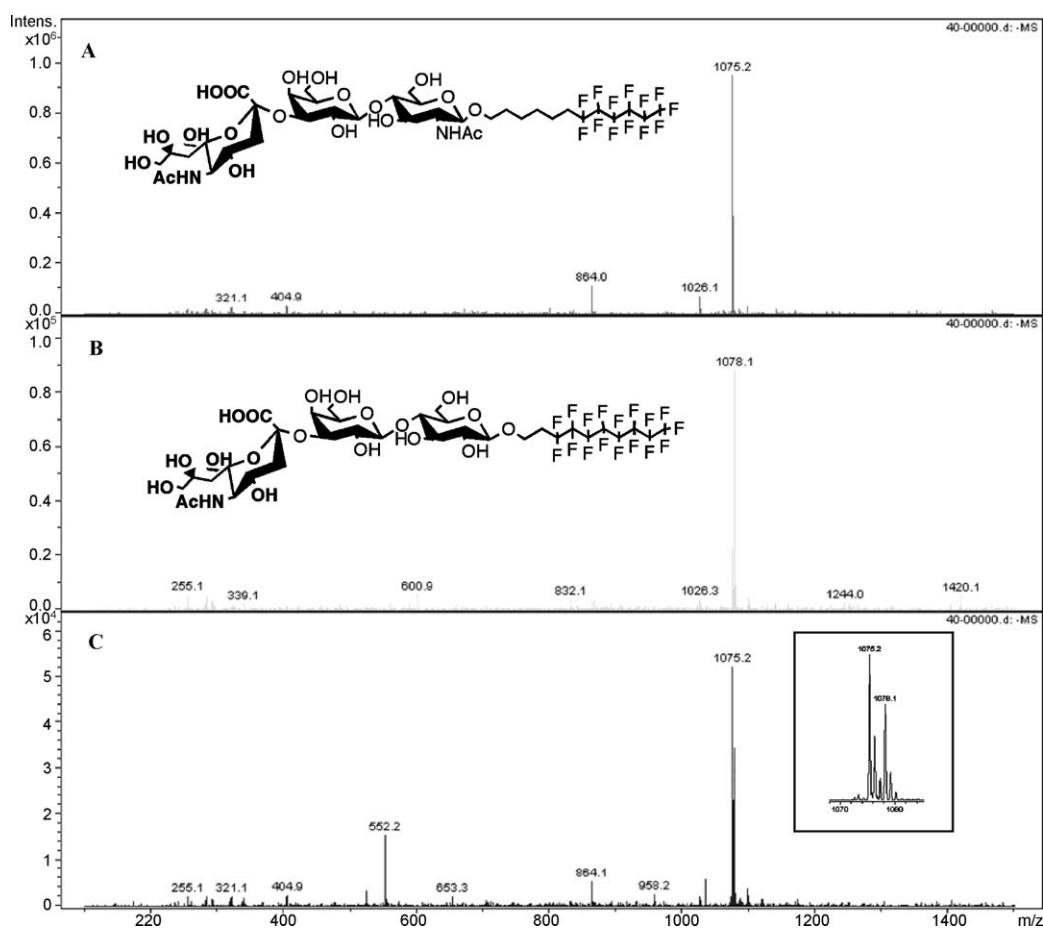 Intens.
x10⁶
40-00000.d: -MS
A
1.0
0.8
0.6
0.4
0.2
0.0
1075.2
OH OH
HOOC
O
O
OH
O
HO
OH
O
NHAc
O
F F F F F F
F
F F F F F F
HO
HO
OH
O
AcHN
OH
321.1
404.9
864.0
1026.1
x10⁵
40-00000.d: -MS
B
1.0
0.8
0.6
0.4
0.2
0.0
1078.1
OH OH
HOOC
O
O
OH
O
OH
HO
O
OH
O
F F F F F F F F
F
F F F F F F F F
HO
HO
OH
O
AcHN
OH
255.1
339.1
600.9
832.1
1026.3
1244.0
1420.1
x10⁴
40-00000.d: -MS
C
6
5
4
3
2
1
0
1075.2
552.2
255.1
321.1
404.9
653.3
864.1
958.2
1075.2
1078.1
1070
1080
220 400 600 800 1000 1200 1400 m/z